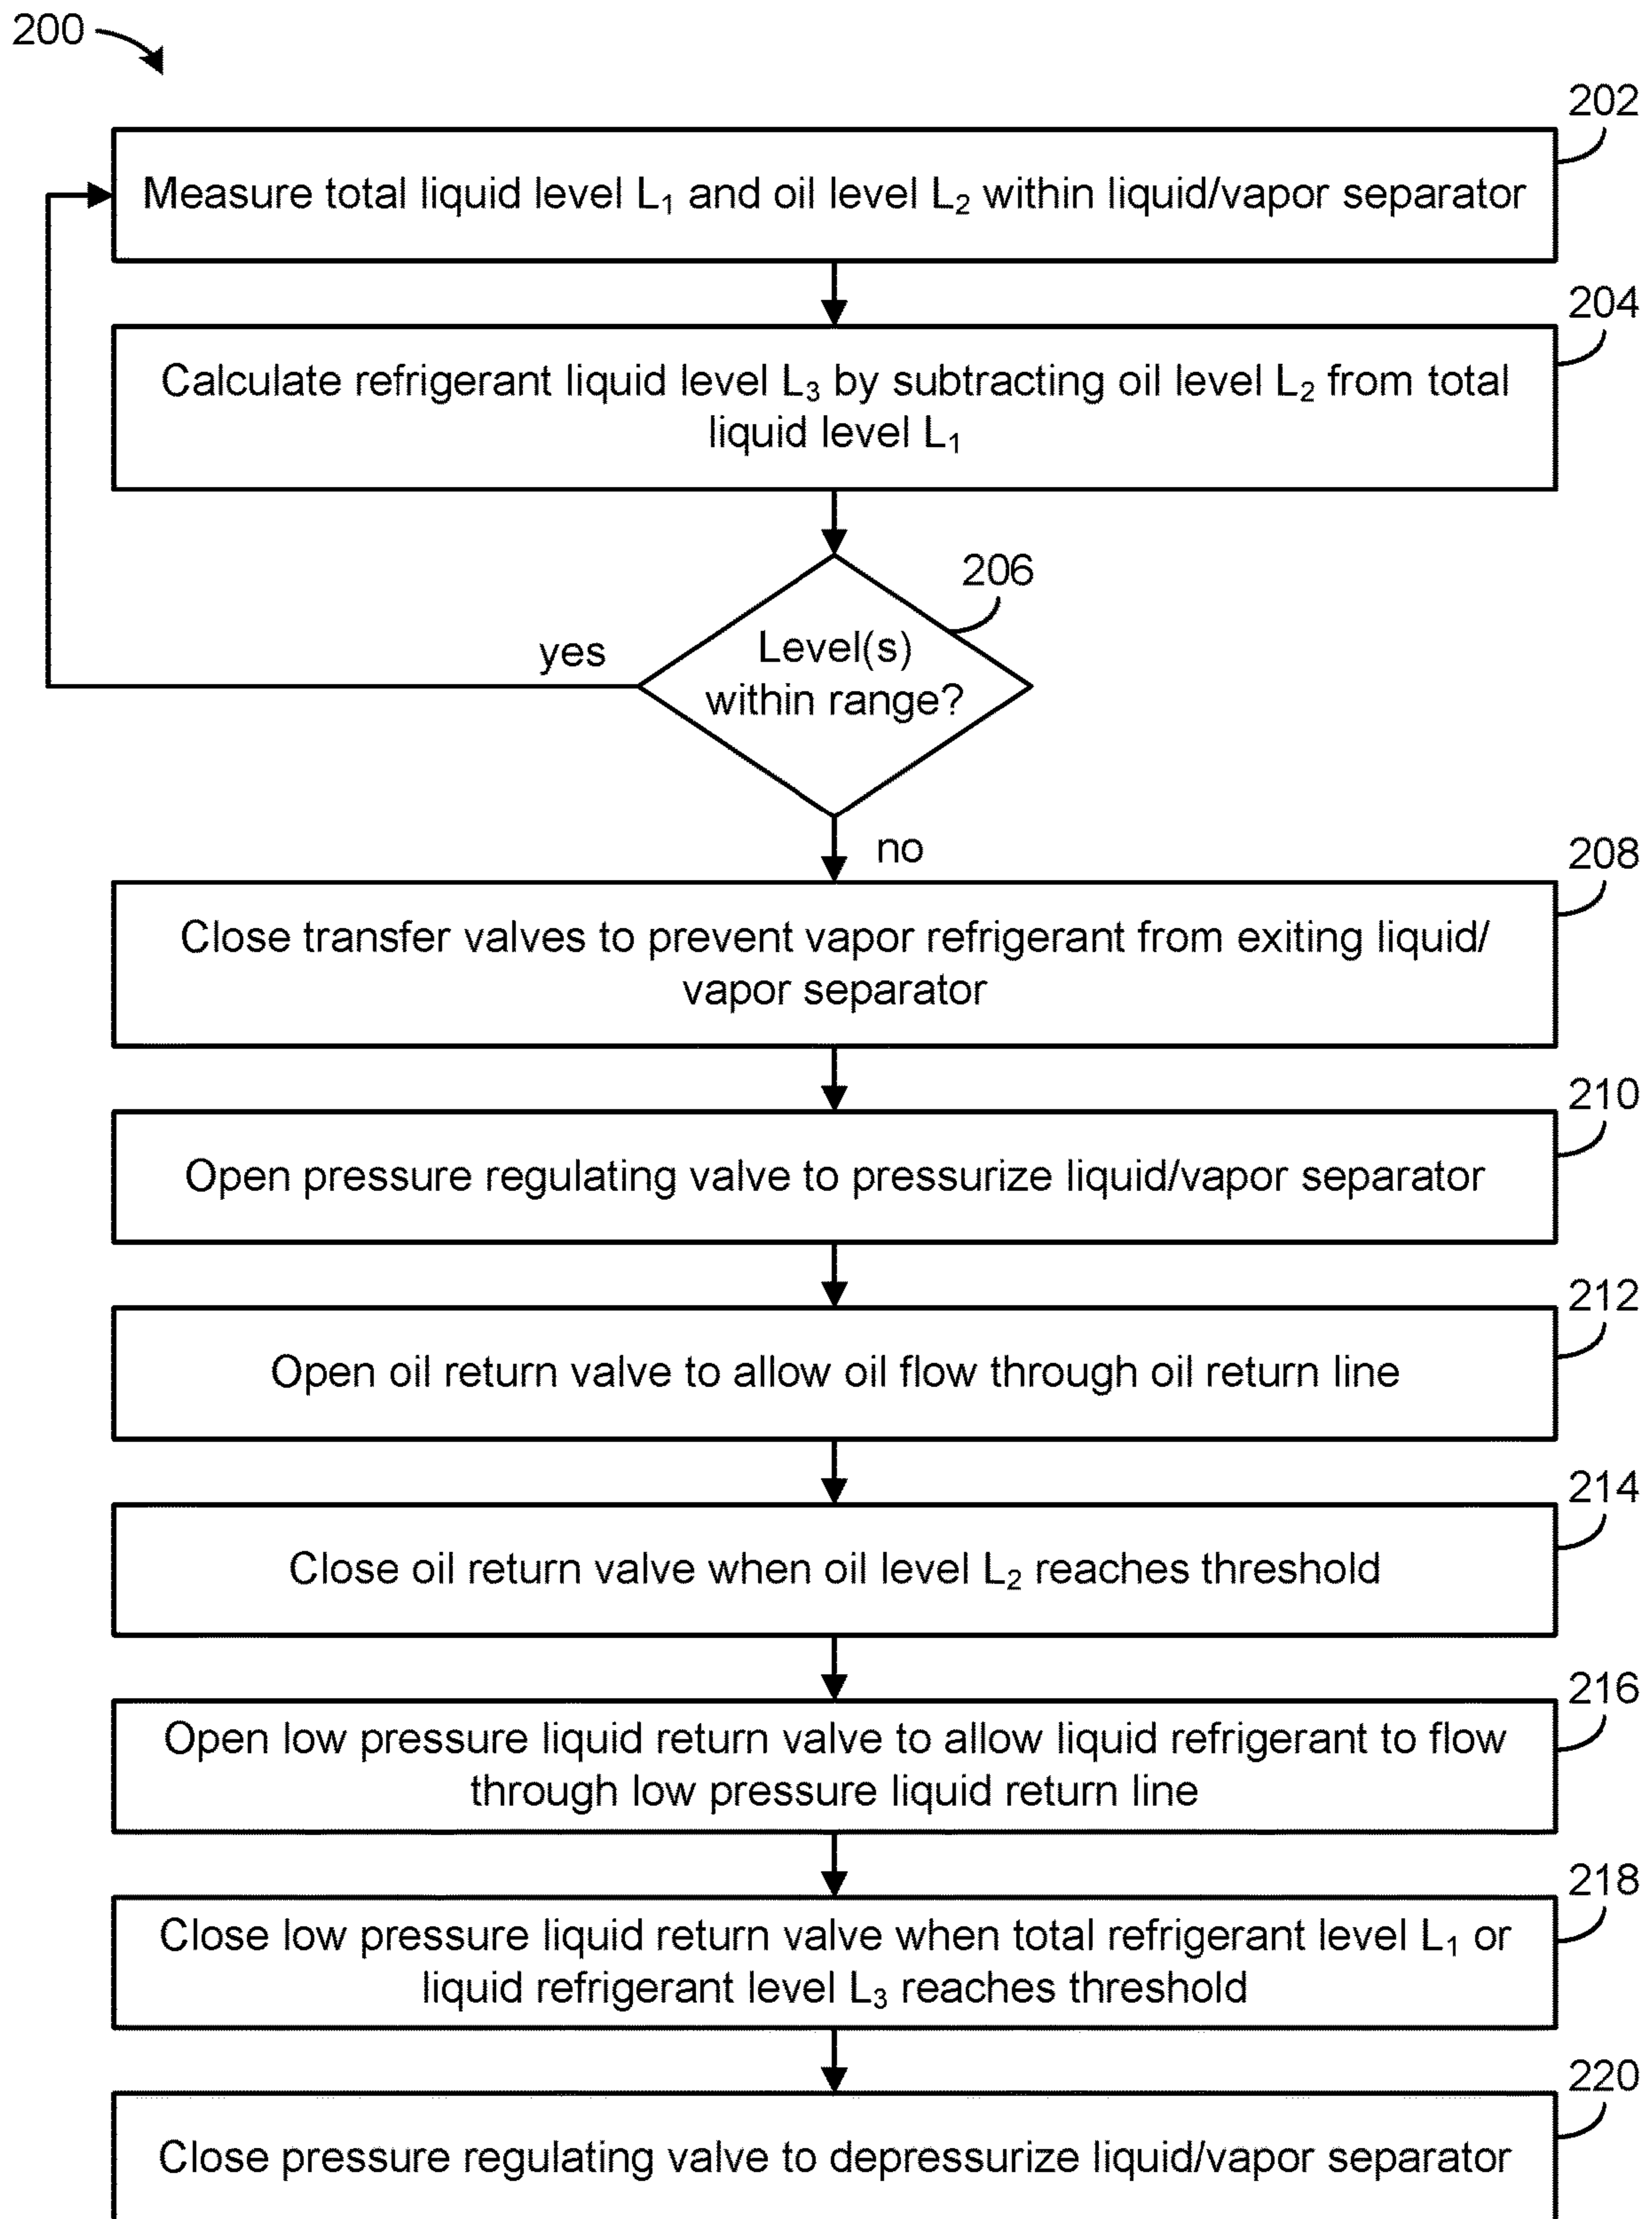 200
202
Measure total liquid level L₁ and oil level L₂ within liquid/vapor separator
204
Calculate refrigerant liquid level L₃ by subtracting oil level L₂ from total
liquid level L₁
206
yes
Level(s)
within range?
no
208
Close transfer valves to prevent vapor refrigerant from exiting liquid/
vapor separator
210
Open pressure regulating valve to pressurize liquid/vapor separator
212
Open oil return valve to allow oil flow through oil return line
214
Close oil return valve when oil level L₂ reaches threshold
216
Open low pressure liquid return valve to allow liquid refrigerant to flow
through low pressure liquid return line
218
Close low pressure liquid return valve when total refrigerant level L₁ or
liquid refrigerant level L₃ reaches threshold
220
Close pressure regulating valve to depressurize liquid/vapor separator